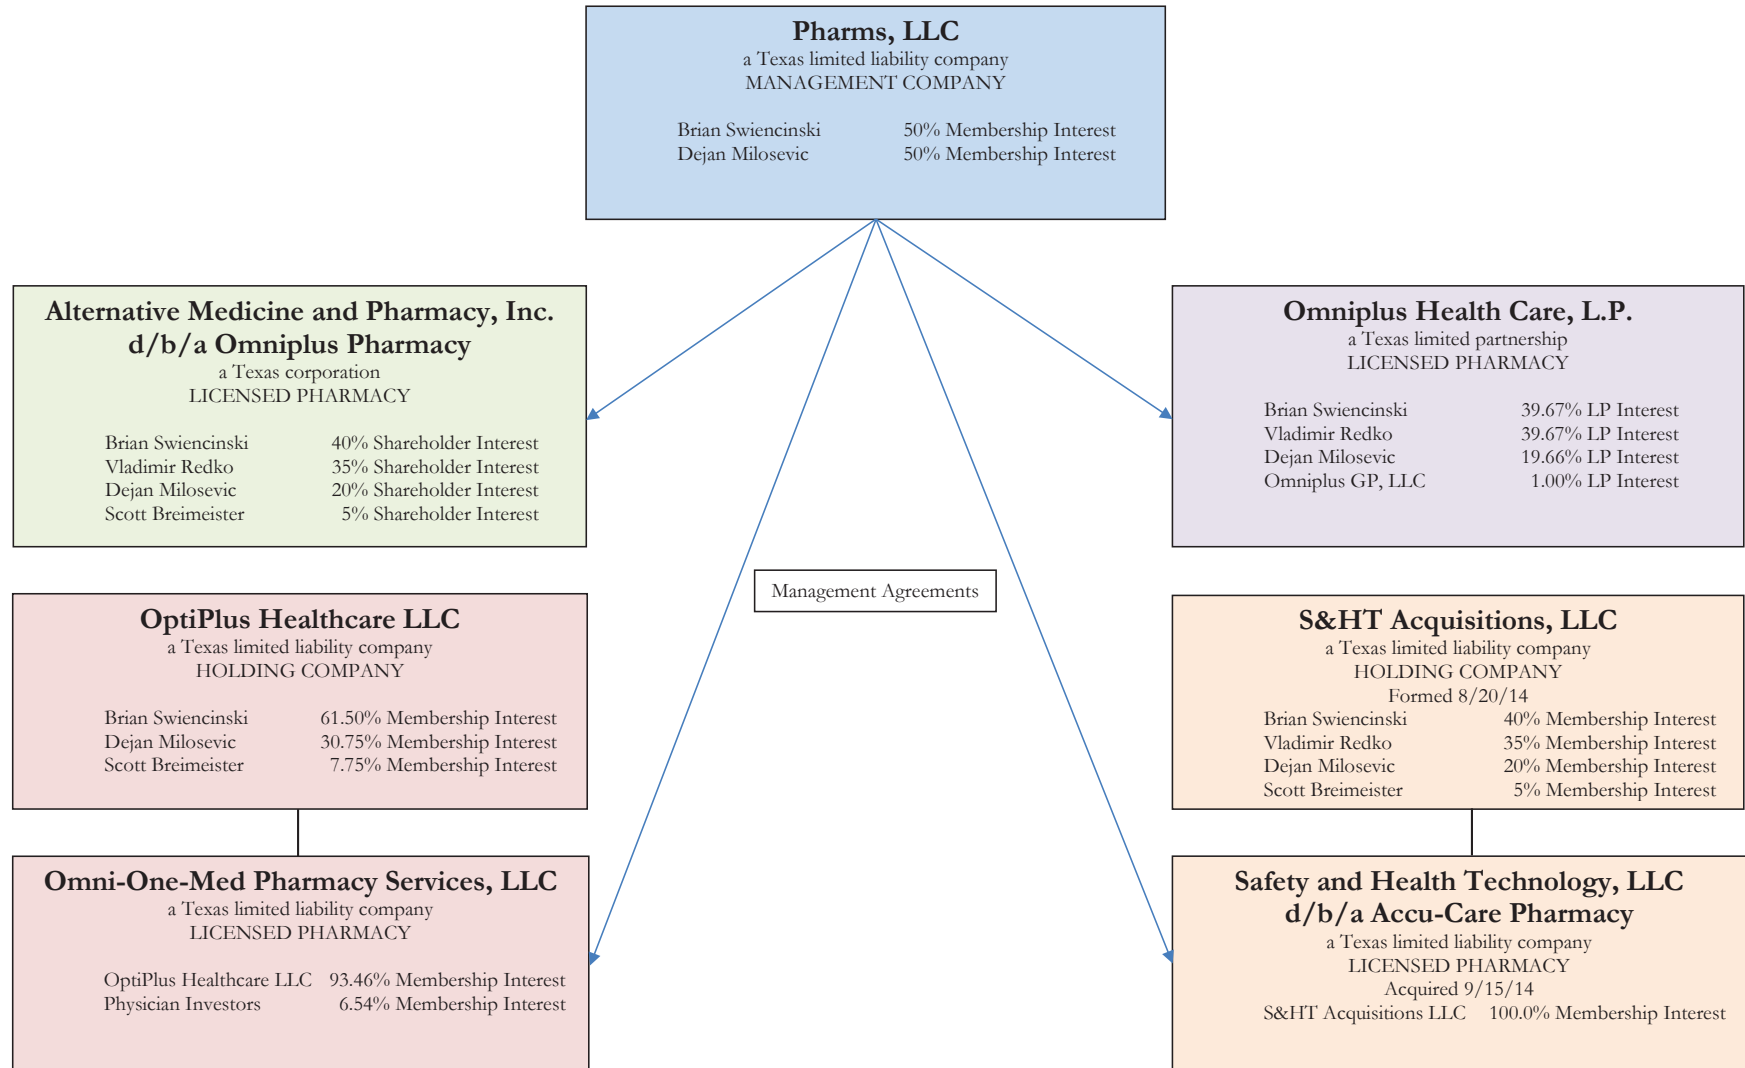 Pharms, LLC
a Texas limited liability company
MANAGEMENT COMPANY
Brian Swiencinski 50% Membership Interest
Dejan Milosevic 50% Membership Interest
Alternative Medicine and Pharmacy, Inc.
d/b/a Omniplus Pharmacy
a Texas corporation
LICENSED PHARMACY
Brian Swiencinski 40% Shareholder Interest
Vladimir Redko 35% Shareholder Interest
Dejan Milosevic 20% Shareholder Interest
Scott Breimeister 5% Shareholder Interest
Omniplus Health Care, L.P.
a Texas limited partnership
LICENSED PHARMACY
Brian Swiencinski 39.67% LP Interest
Vladimir Redko 39.67% LP Interest
Dejan Milosevic 19.66% LP Interest
Omniplus GP, LLC 1.00% LP Interest
Management Agreements
OptiPlus Healthcare LLC
a Texas limited liability company
HOLDING COMPANY
Brian Swiencinski 61.50% Membership Interest
Dejan Milosevic 30.75% Membership Interest
Scott Breimeister 7.75% Membership Interest
S&HT Acquisitions, LLC
a Texas limited liability company
HOLDING COMPANY
Formed 8/20/14
Brian Swiencinski 40% Membership Interest
Vladimir Redko 35% Membership Interest
Dejan Milosevic 20% Membership Interest
Scott Breimeister 5% Membership Interest
Omni-One-Med Pharmacy Services, LLC
a Texas limited liability company
LICENSED PHARMACY
OptiPlus Healthcare LLC 93.46% Membership Interest
Physician Investors 6.54% Membership Interest
Safety and Health Technology, LLC
d/b/a Accu-Care Pharmacy
a Texas limited liability company
LICENSED PHARMACY
Acquired 9/15/14
S&HT Acquisitions LLC 100.0% Membership Interest